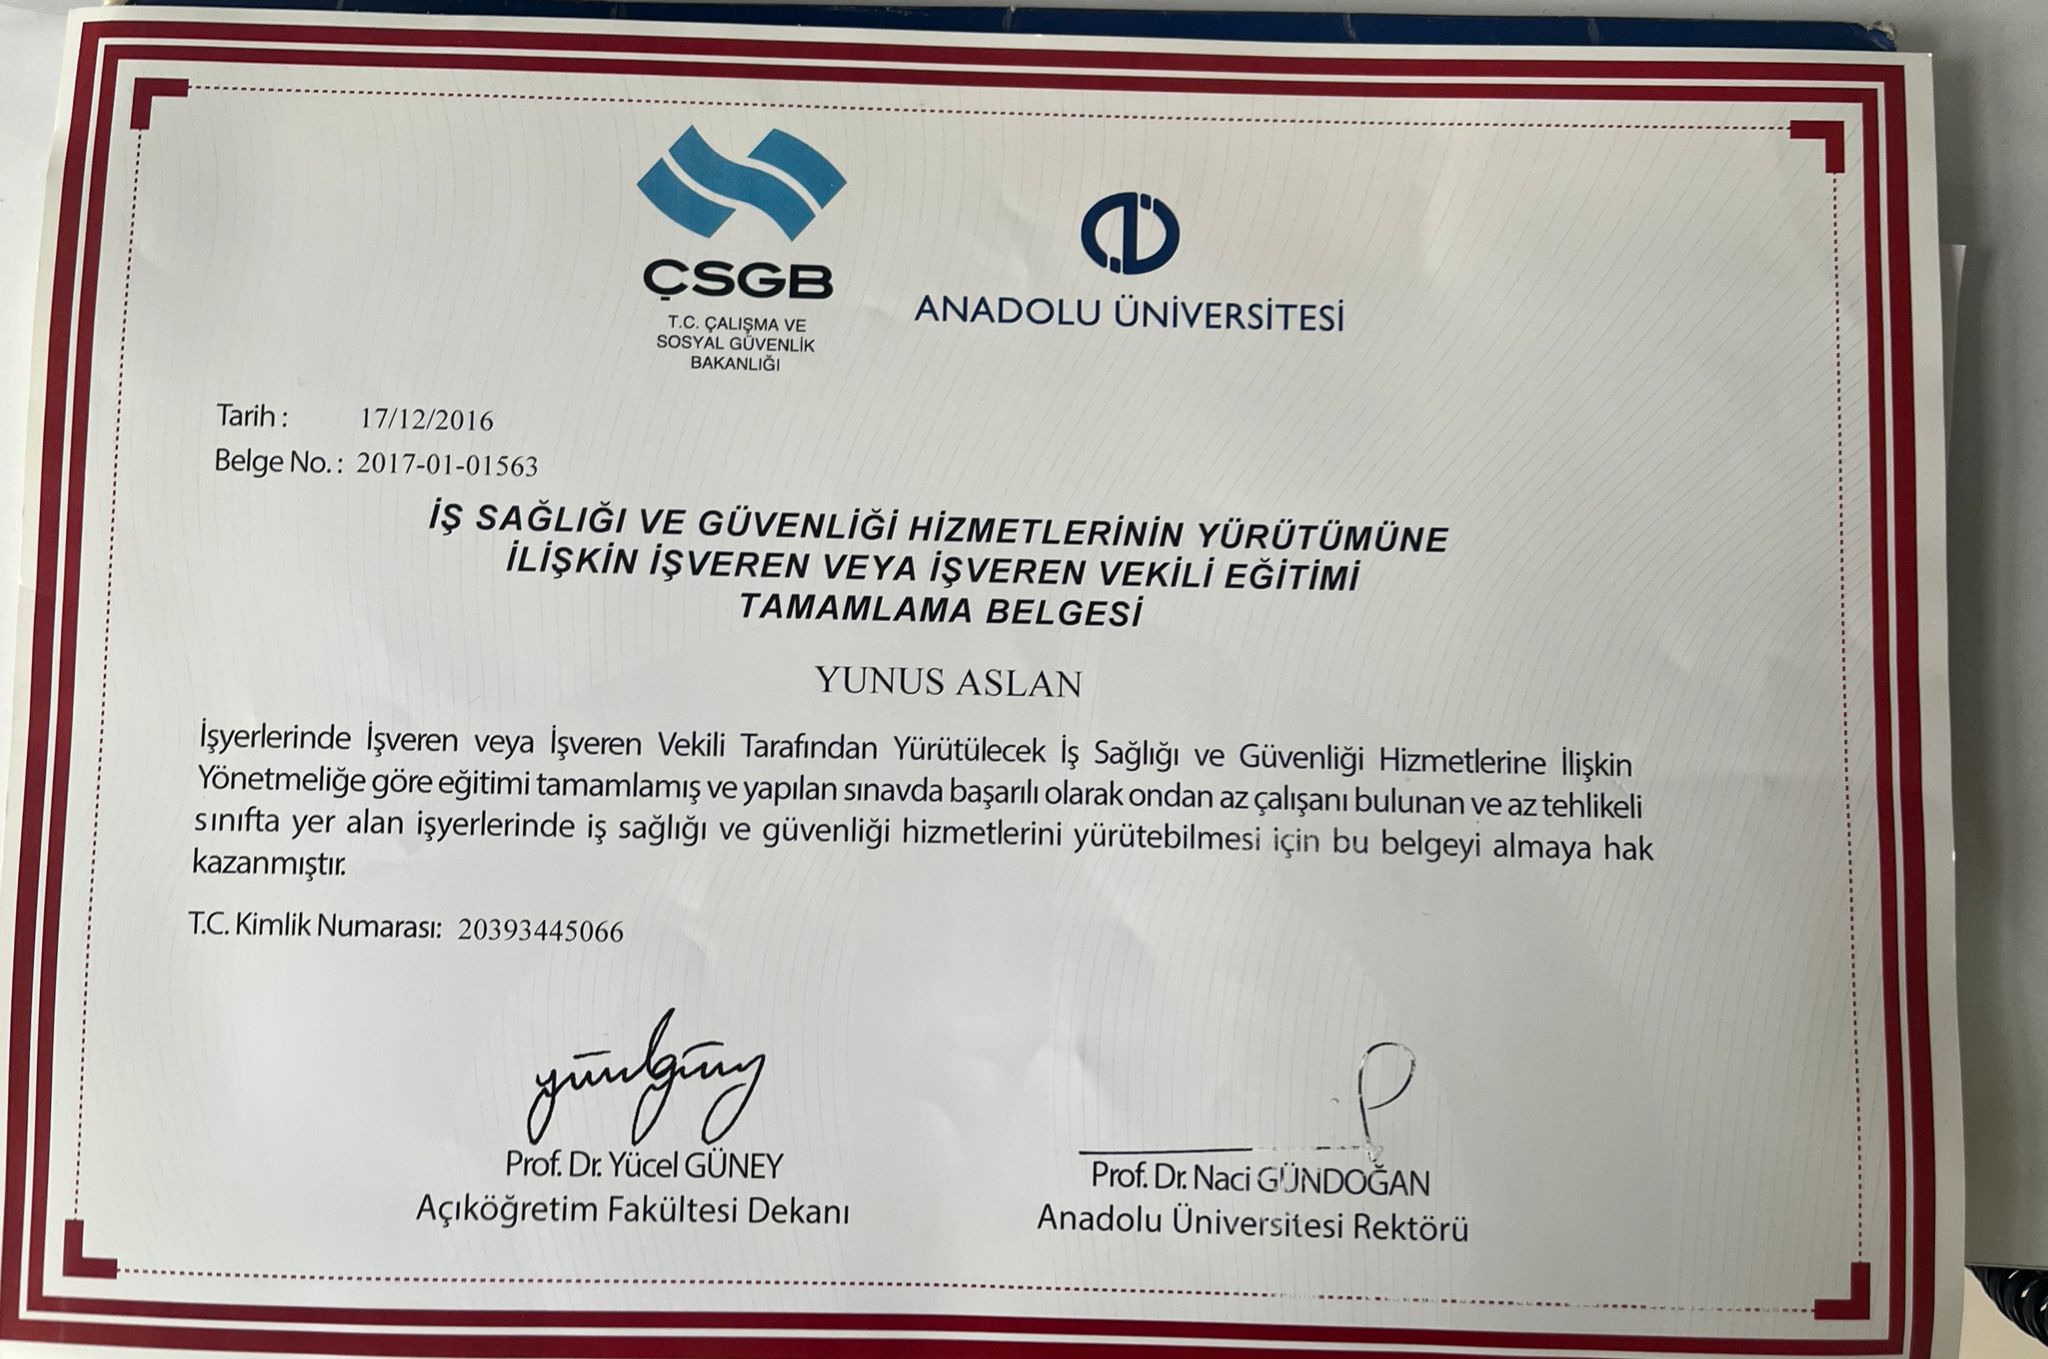 ÇSGB
T.C. ÇALIŞMA VE
SOSYAL GÜVENLİK
BAKANLIĞI
ANADOLU ÜNİVERSİTESİ
Tarih : 17/12/2016
Belge No. : 2017-01-01563
İŞ SAĞLIĞI VE GÜVENLİĞİ HİZMETLERİNİN YÜRÜTÜMÜNE
İLİŞKİN İŞVEREN VEYA İŞVEREN VEKİLİ EĞİTİMİ
TAMAMLAMA BELGESİ
YUNUS ASLAN
İşyerlerinde İşveren veya İşveren Vekili Tarafından Yürütülecek İş Sağlığı ve Güvenliği Hizmetlerine İlişkin
Yönetmeliğe göre eğitimi tamamlamış ve yapılan sınavda başarılı olarak ondan az çalışanı bulunan ve az tehlikeli
sınıfta yer alan işyerlerinde iş sağlığı ve güvenliği hizmetlerini yürütebilmesi için bu belgeyi almaya hak
kazanmıştır.
T.C. Kimlik Numarası: 20393445066
Prof. Dr. Yücel GÜNEY
Açıköğretim Fakültesi Dekanı
Prof. Dr. Naci GÜNDOĞAN
Anadolu Üniversitesi Rektörü